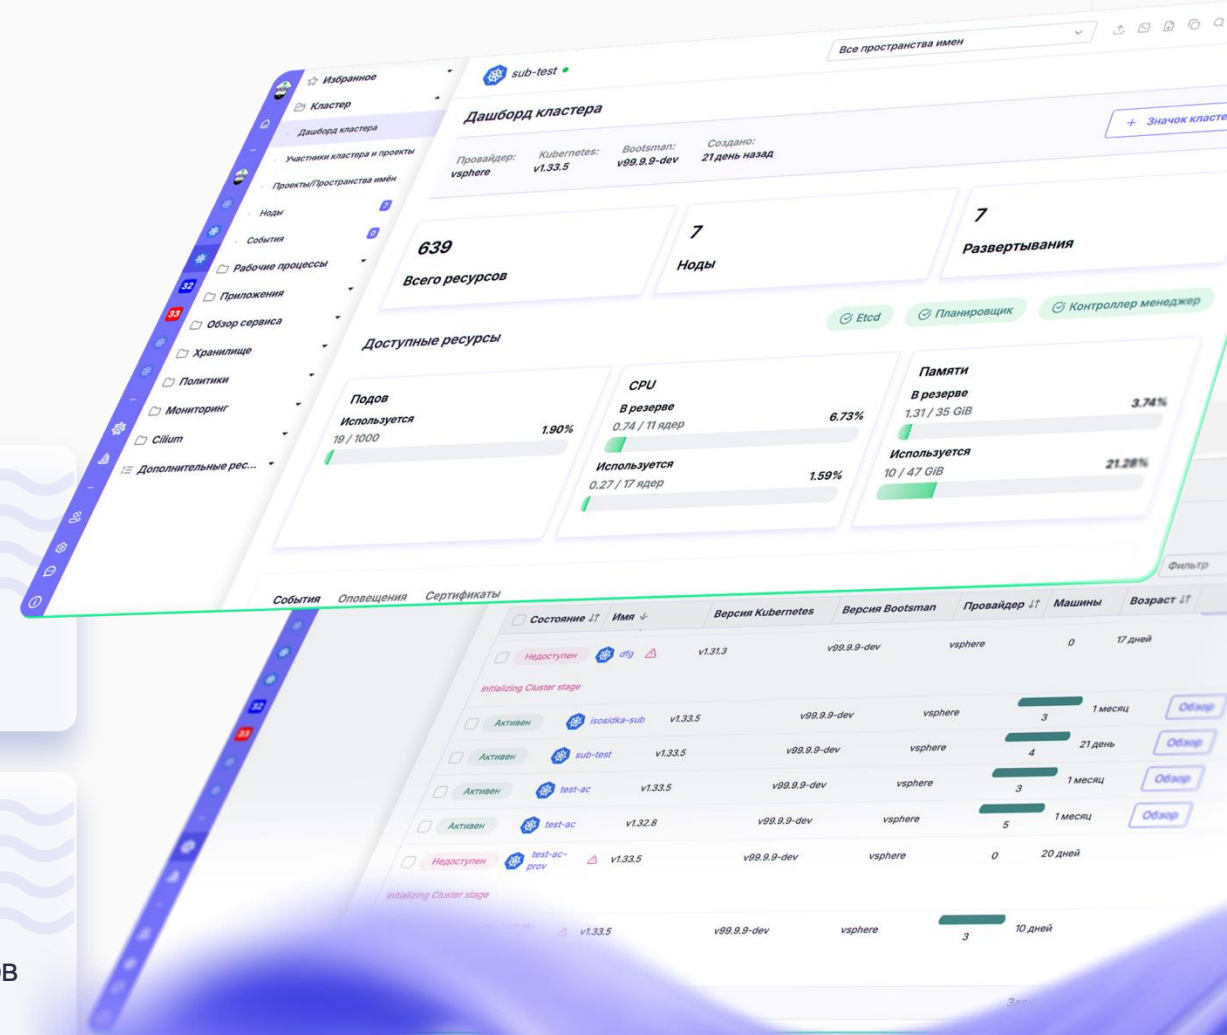 Избранное
Кластер
Дашборд кластера
Участники кластера и проекты
Проекты/Пространства имён
Ноды 7
События 0
Рабочие процессы
Приложения
Обзор сервиса
Хранилище
Политики
Мониторинг
Cilium
Дополнительные рес...
32
33
sub-test
Все пространства имен
Дашборд кластера
Провайдер: Kubernetes: Bootsman: Создано:
vsphere v1.33.5 v99.9.9-dev 21 день назад
+ Значок класте
639
Всего ресурсов
7
Ноды
7
Развертывания
Доступные ресурсы
Etcd Планировщик Контроллер менеджер
Подов
Используется
19 / 1000 1.90%
CPU
В резерве
0.74 / 11 ядер 6.73%
Используется
0.27 / 17 ядер 1.59%
Памяти
В резерве
1.31 / 35 GiB 3.74%
Используется
10 / 47 GiB 21.28%
События Оповещения Сертификаты
Фильтр
Состояние Имя Версия Kubernetes Версия Bootsman Провайдер Машины Возраст
Недоступен dfg v1.31.3 v99.9.9-dev vsphere 0 17 дней
Initializing Cluster stage
Активен isosidka-sub v1.33.5 v99.9.9-dev vsphere 3 1 месяц Обзор
Активен sub-test v1.33.5 v99.9.9-dev vsphere 4 21 день Обзор
Активен test-ac v1.33.5 v99.9.9-dev vsphere 3 1 месяц Обзор
Активен test-ac v1.32.8 v99.9.9-dev vsphere 5 1 месяц Обзор
Недоступен test-ac-prov v1.33.5 v99.9.9-dev vsphere 0 20 дней
Initializing Cluster stage
v1.33.5 v99.9.9-dev vsphere 3 10 дней
32
33
ов